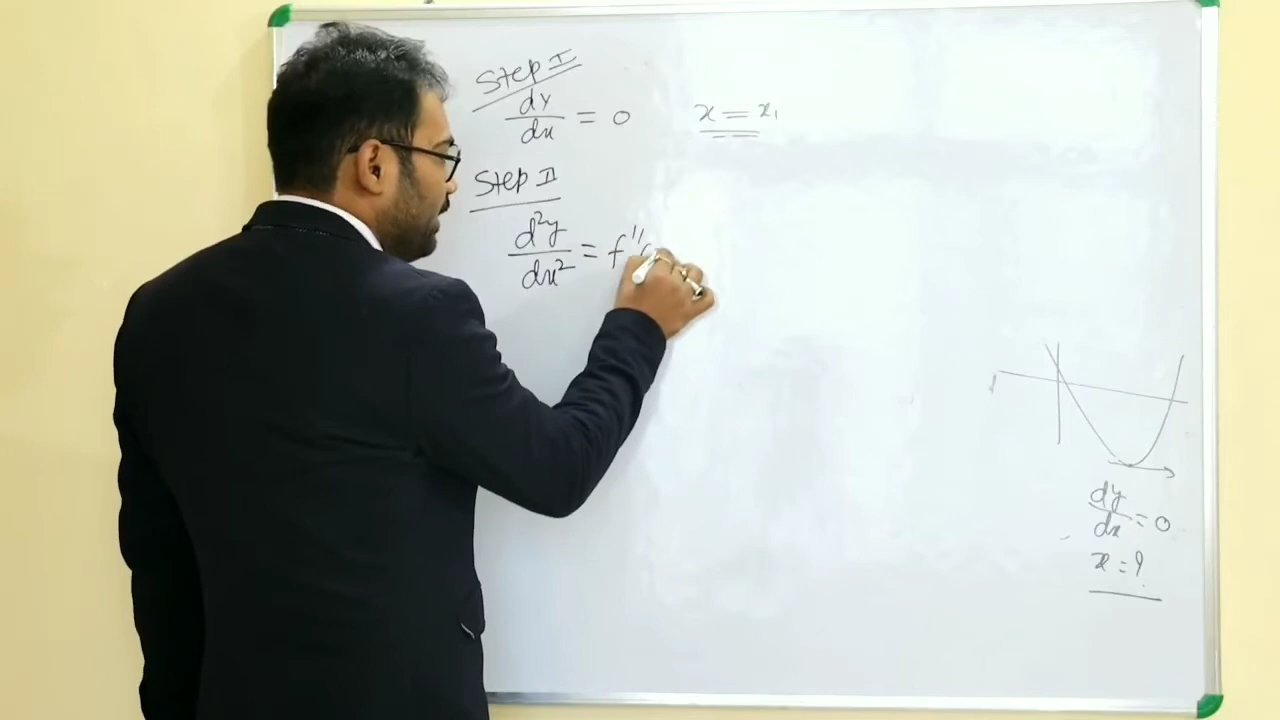 Step I
dy/dx = 0 x = x₁
Step II
d²y/dx² = f''(
dy/dx = 0
x = ?